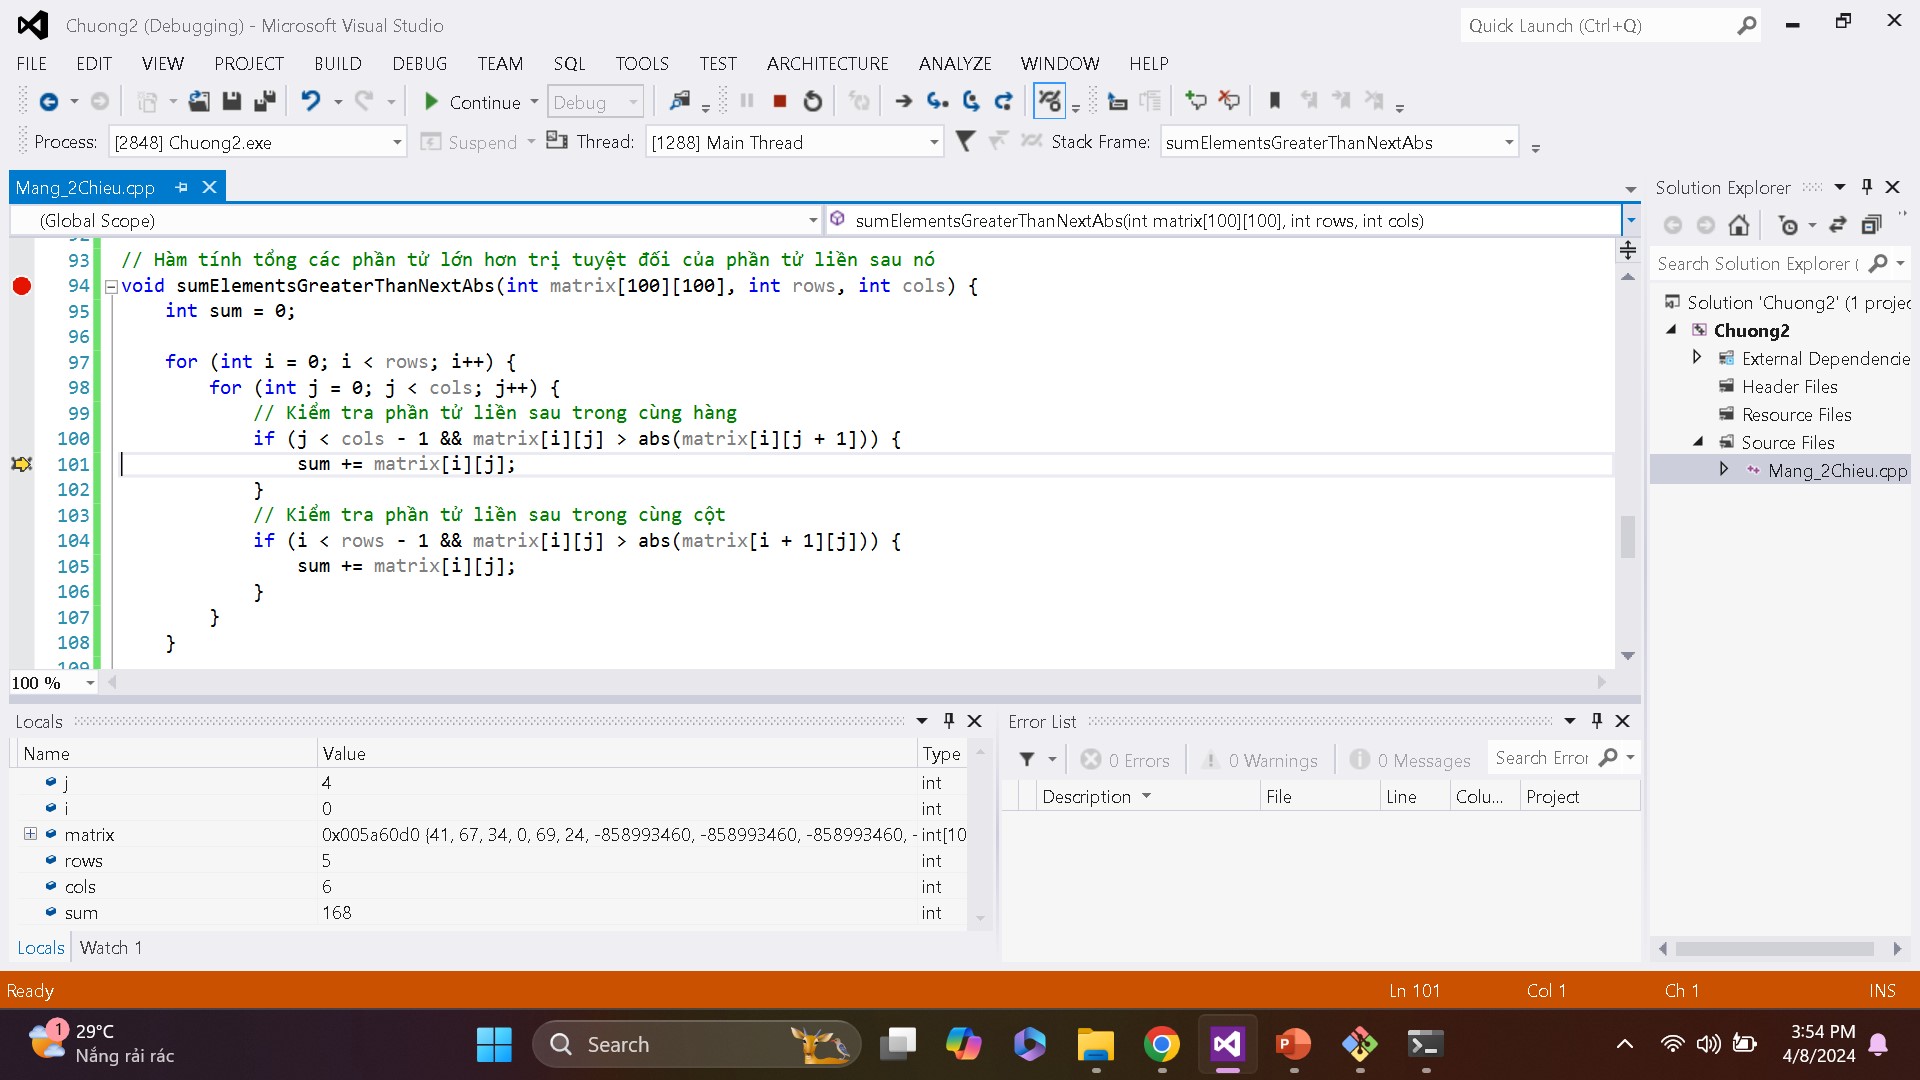 Chuong2 (Debugging) - Microsoft Visual Studio
Quick Launch (Ctrl+Q)
FILE EDIT VIEW PROJECT BUILD DEBUG TEAM SQL TOOLS TEST ARCHITECTURE ANALYZE WINDOW HELP
Continue Debug
Process: [2848] Chuong2.exe Suspend Thread: [1288] Main Thread Stack Frame: sumElementsGreaterThanNextAbs
Mang_2Chieu.cpp
(Global Scope) sumElementsGreaterThanNextAbs(int matrix[100][100], int rows, int cols)
92
93 // Hàm tính tổng các phần tử lớn hơn trị tuyệt đối của phần tử liền sau nó
94 void sumElementsGreaterThanNextAbs(int matrix[100][100], int rows, int cols) {
95 int sum = 0;
96
97 for (int i = 0; i < rows; i++) {
98 for (int j = 0; j < cols; j++) {
99 // Kiểm tra phần tử liền sau trong cùng hàng
100 if (j < cols - 1 && matrix[i][j] > abs(matrix[i][j + 1])) {
101 sum += matrix[i][j];
102 }
103 // Kiểm tra phần tử liền sau trong cùng cột
104 if (i < rows - 1 && matrix[i][j] > abs(matrix[i + 1][j])) {
105 sum += matrix[i][j];
106 }
107 }
108 }
109
100 %
Solution Explorer
Search Solution Explorer (
Solution 'Chuong2' (1 projec
Chuong2
External Dependencie
Header Files
Resource Files
Source Files
Mang_2Chieu.cpp
Locals
Name Value Type
j 4 int
i 0 int
matrix 0x005a60d0 {41, 67, 34, 0, 69, 24, -858993460, -858993460, -858993460, - int[10
rows 5 int
cols 6 int
sum 168 int
Locals Watch 1
Error List
0 Errors 0 Warnings 0 Messages Search Error
Description File Line Colu... Project
Ready Ln 101 Col 1 Ch 1 INS
1
29°C
Nắng rải rác
Search
3:54 PM
4/8/2024